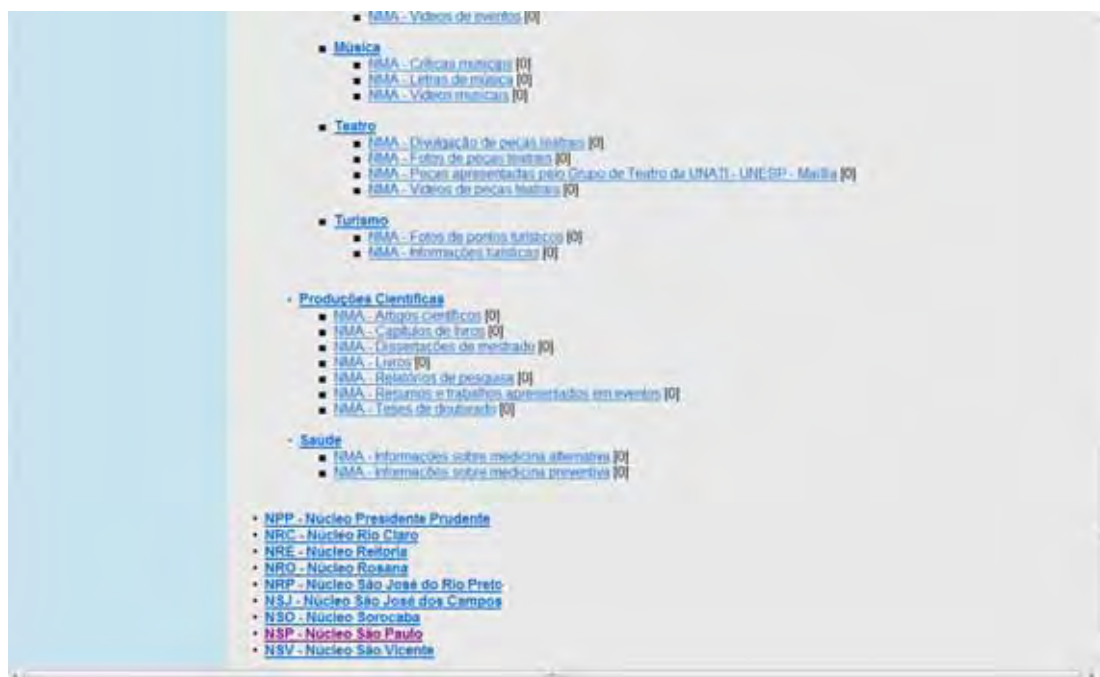 NMA - Vídeos de eventos [0]
Música
NMA - Críticas musicais [0]
NMA - Letras de música [0]
NMA - Vídeos musicais [0]
Teatro
NMA - Divulgação de peças teatrais [0]
NMA - Fotos de peças teatrais [0]
NMA - Peças apresentadas pelo Grupo de Teatro da UNATI - UNESP - Marília [0]
NMA - Vídeos de peças teatrais [0]
Turismo
NMA - Fotos de pontos turísticos [0]
NMA - Informações turísticas [0]
Produções Científicas
NMA - Artigos científicos [0]
NMA - Capítulos de livros [0]
NMA - Dissertações de mestrado [0]
NMA - Livros [0]
NMA - Relatórios de pesquisa [0]
NMA - Resumos e trabalhos apresentados em eventos [0]
NMA - Teses de doutorado [0]
Saúde
NMA - Informações sobre medicina alternativa [0]
NMA - Informações sobre medicina preventiva [0]
NPP - Núcleo Presidente Prudente
NRC - Núcleo Rio Claro
NRE - Núcleo Reitoria
NRO - Núcleo Rosana
NRP - Núcleo São José do Rio Preto
NSJ - Núcleo São José dos Campos
NSO - Núcleo Sorocaba
NSP - Núcleo São Paulo
NSV - Núcleo São Vicente